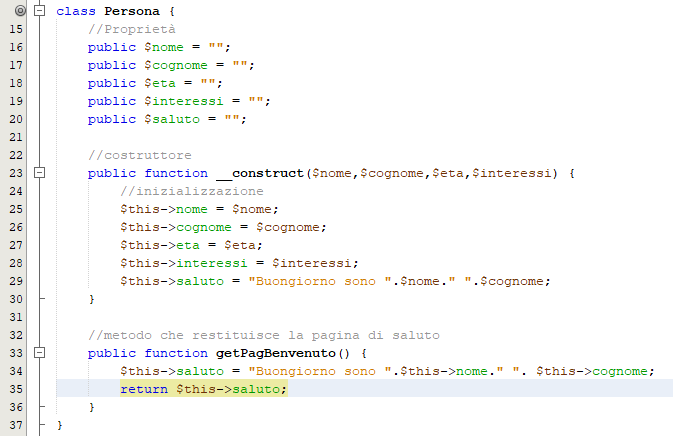 class Persona {
15 //Proprietà
16 public $nome = "";
17 public $cognome = "";
18 public $eta = "";
19 public $interessi = "";
20 public $saluto = "";
21
22 //costruttore
23 public function __construct($nome,$cognome,$eta,$interessi) {
24 //inizializzazione
25 $this->nome = $nome;
26 $this->cognome = $cognome;
27 $this->eta = $eta;
28 $this->interessi = $interessi;
29 $this->saluto = "Buongiorno sono ".$nome." ".$cognome;
30 }
31
32 //metodo che restituisce la pagina di saluto
33 public function getPagBenvenuto() {
34 $this->saluto = "Buongiorno sono ".$this->nome." ". $this->cognome;
35 return $this->saluto;
36 }
37 }